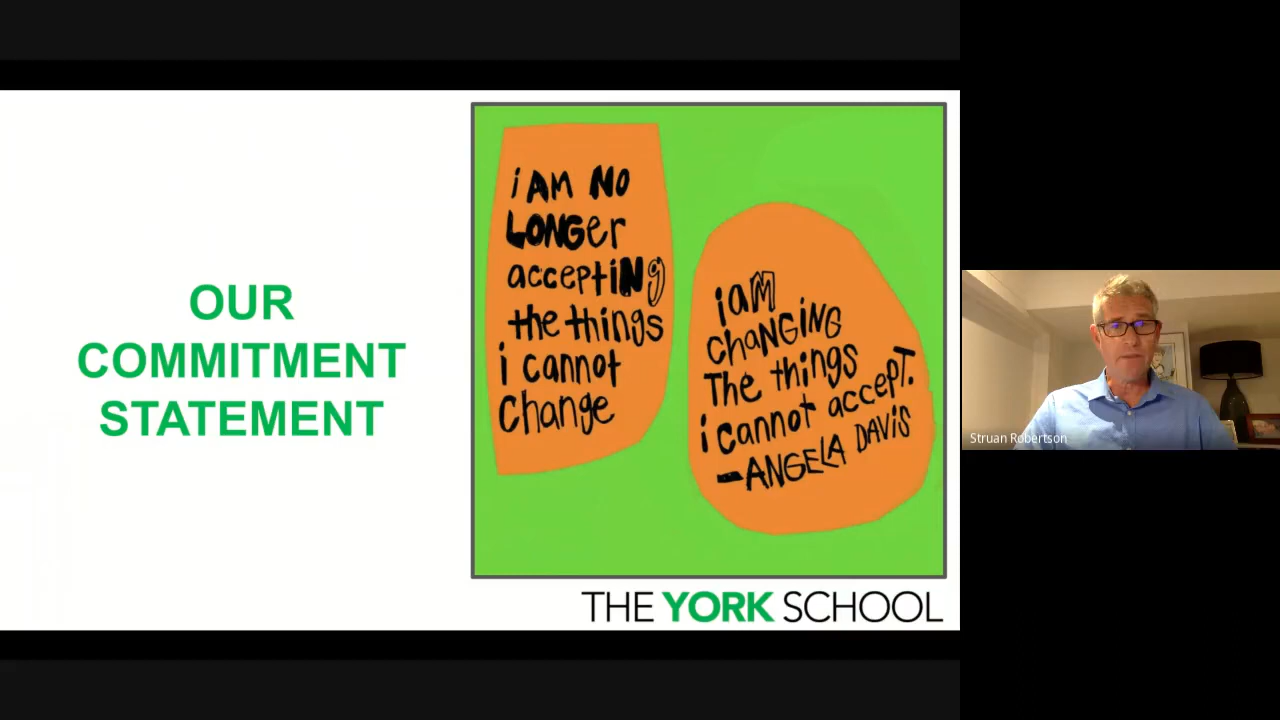 OUR
COMMITMENT
STATEMENT
i AM NO
LONGer
acceptiNg
the things
i cannot
Change
iaM
chaNGiNG
The things
i cannot accepT.
-ANGELA DAViS
THE YORK SCHOOL
Struan Robertson